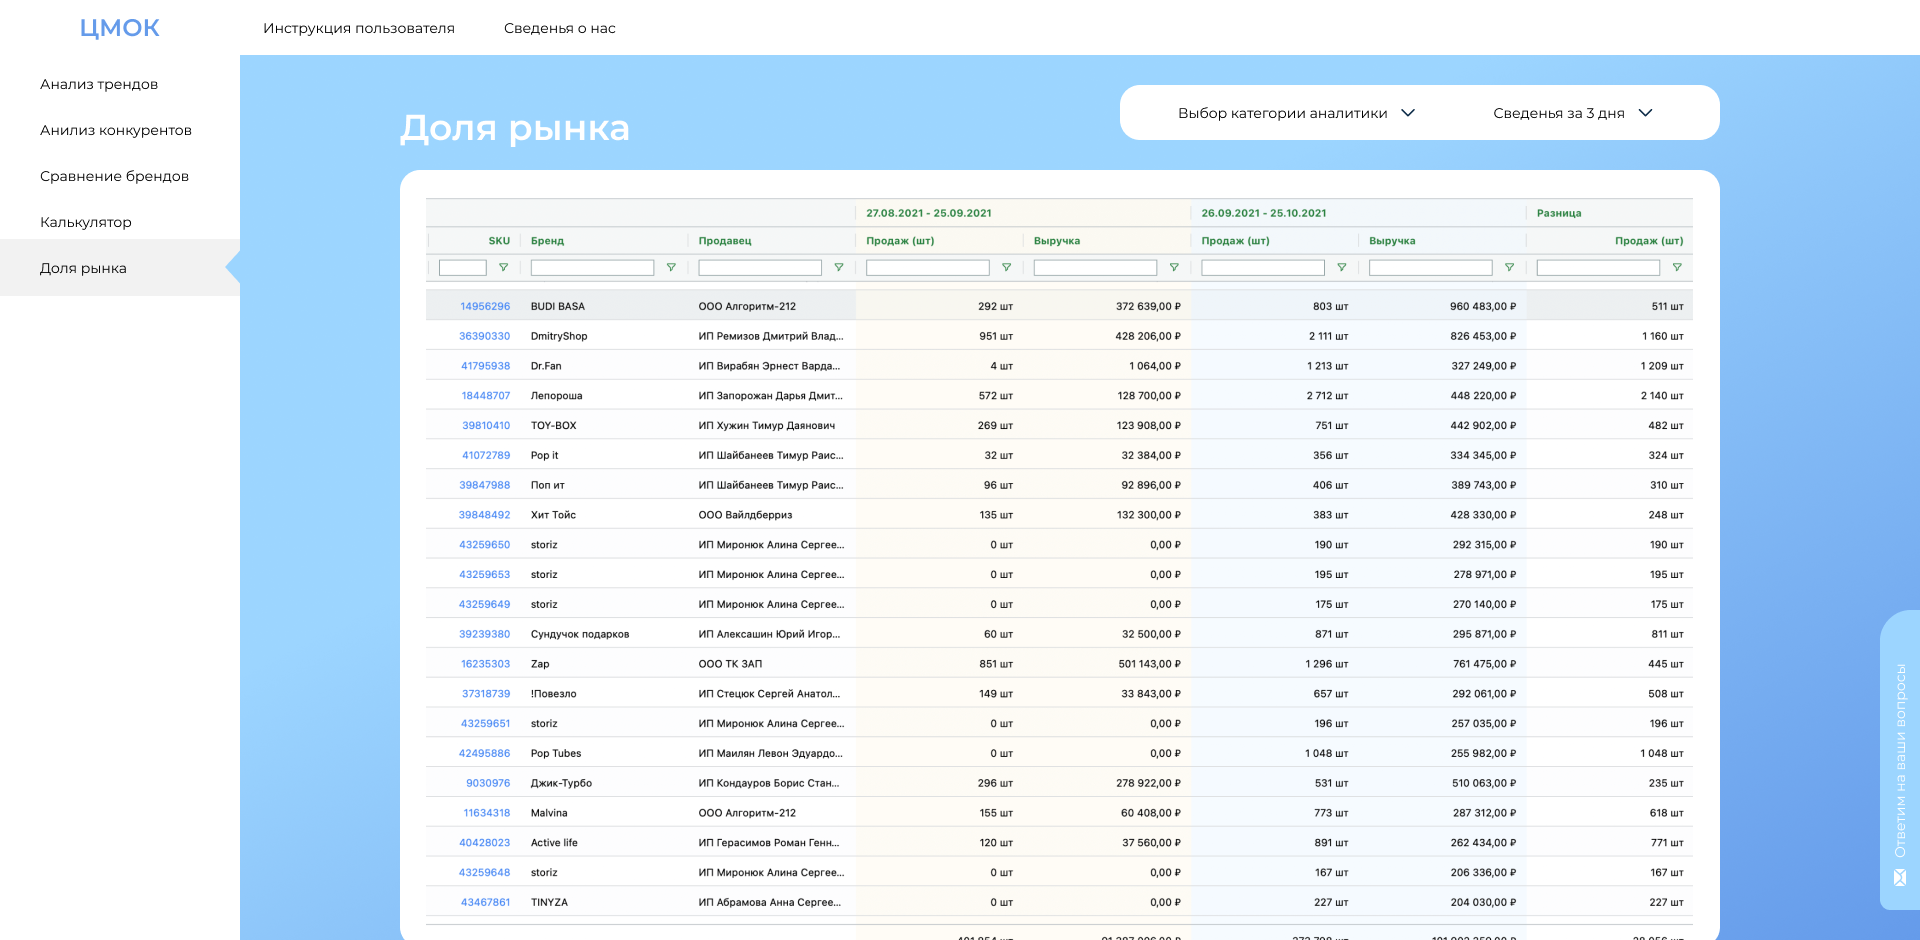 ЦМОК
Инструкция пользователя
Сведенья о нас
Анализ трендов
Анилиз конкурентов
Сравнение брендов
Калькулятор
Доля рынка
Доля рынка
Выбор категории аналитики
Сведенья за 3 дня
27.08.2021 - 25.09.2021 26.09.2021 - 25.10.2021 Разница
SKU Бренд Продавец Продаж (шт) Выручка Продаж (шт) Выручка Продаж (шт)
14956296 BUDI BASA ООО Алгоритм-212 292 шт 372 639,00 ₽ 803 шт 960 483,00 ₽ 511 шт
36390330 DmitryShop ИП Ремизов Дмитрий Влад... 951 шт 428 206,00 ₽ 2 111 шт 826 453,00 ₽ 1 160 шт
41795938 Dr.Fan ИП Вирабян Эрнест Варда... 4 шт 1 064,00 ₽ 1 213 шт 327 249,00 ₽ 1 209 шт
18448707 Лепороша ИП Запорожан Дарья Дмит... 572 шт 128 700,00 ₽ 2 712 шт 448 220,00 ₽ 2 140 шт
39810410 TOY-BOX ИП Хужин Тимур Даянович 269 шт 123 908,00 ₽ 751 шт 442 902,00 ₽ 482 шт
41072789 Pop it ИП Шайбанеев Тимур Раис... 32 шт 32 384,00 ₽ 356 шт 334 345,00 ₽ 324 шт
39847988 Поп ит ИП Шайбанеев Тимур Раис... 96 шт 92 896,00 ₽ 406 шт 389 743,00 ₽ 310 шт
39848492 Хит Тойс ООО Вайлдберриз 135 шт 132 300,00 ₽ 383 шт 428 330,00 ₽ 248 шт
43259650 storiz ИП Миронюк Алина Сергее... 0 шт 0,00 ₽ 190 шт 292 315,00 ₽ 190 шт
43259653 storiz ИП Миронюк Алина Сергее... 0 шт 0,00 ₽ 195 шт 278 971,00 ₽ 195 шт
43259649 storiz ИП Миронюк Алина Сергее... 0 шт 0,00 ₽ 175 шт 270 140,00 ₽ 175 шт
39239380 Сундучок подарков ИП Алексашин Юрий Игор... 60 шт 32 500,00 ₽ 871 шт 295 871,00 ₽ 811 шт
16235303 Zap ООО ТК ЗАП 851 шт 501 143,00 ₽ 1 296 шт 761 475,00 ₽ 445 шт
37318739 !Повезло ИП Стецюк Сергей Анатол... 149 шт 33 843,00 ₽ 657 шт 292 061,00 ₽ 508 шт
43259651 storiz ИП Миронюк Алина Сергее... 0 шт 0,00 ₽ 196 шт 257 035,00 ₽ 196 шт
42495886 Pop Tubes ИП Маилян Левон Эдуардо... 0 шт 0,00 ₽ 1 048 шт 255 982,00 ₽ 1 048 шт
9030976 Джик-Турбо ИП Кондауров Борис Стан... 296 шт 278 922,00 ₽ 531 шт 510 063,00 ₽ 235 шт
11634318 Malvina ООО Алгоритм-212 155 шт 60 408,00 ₽ 773 шт 287 312,00 ₽ 618 шт
40428023 Active life ИП Герасимов Роман Генн... 120 шт 37 560,00 ₽ 891 шт 262 434,00 ₽ 771 шт
43259648 storiz ИП Миронюк Алина Сергее... 0 шт 0,00 ₽ 167 шт 206 336,00 ₽ 167 шт
43467861 TINYZA ИП Абрамова Анна Сергее... 0 шт 0,00 ₽ 227 шт 204 030,00 ₽ 227 шт
Ответим на ваши вопросы